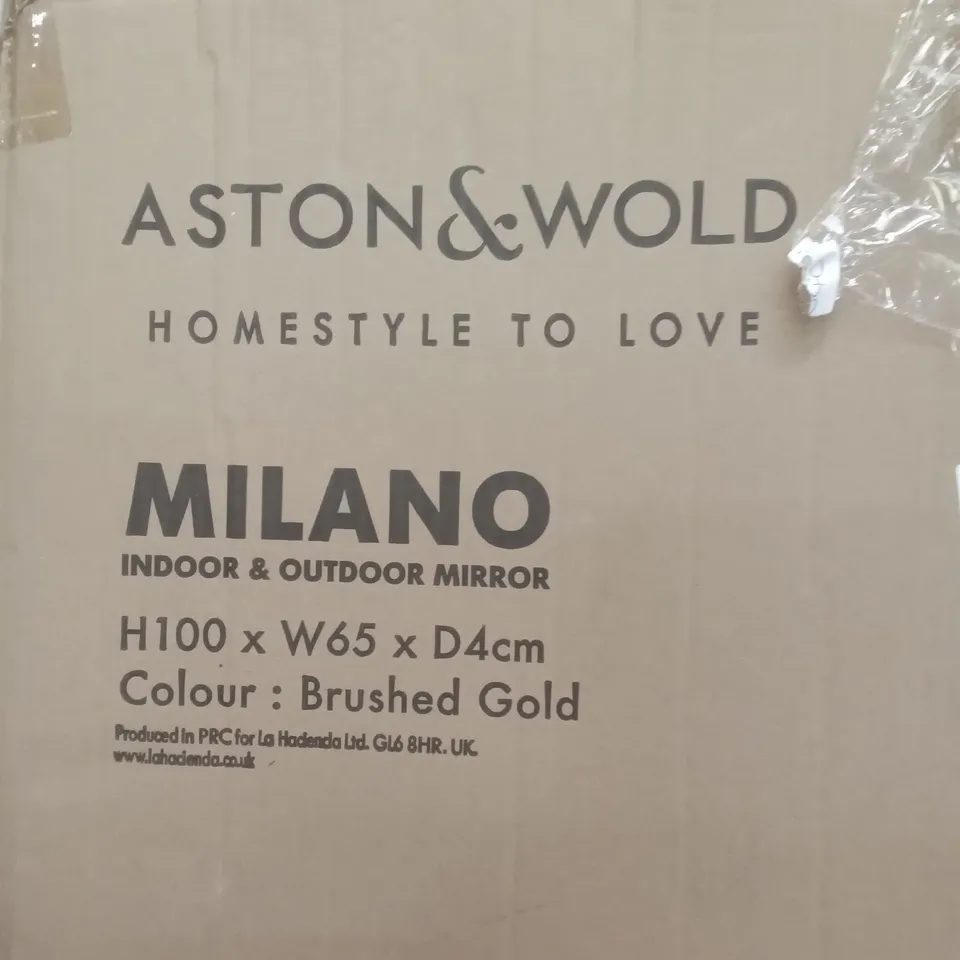 ASTON&WOLD
HOMESTYLE TO LOVE
MILANO
INDOOR & OUTDOOR MIRROR
H100 x W65 x D4cm
Colour : Brushed Gold
Produced in PRC for La Hacienda Ltd. GL6 8HR. UK.
www.lahacienda.co.uk